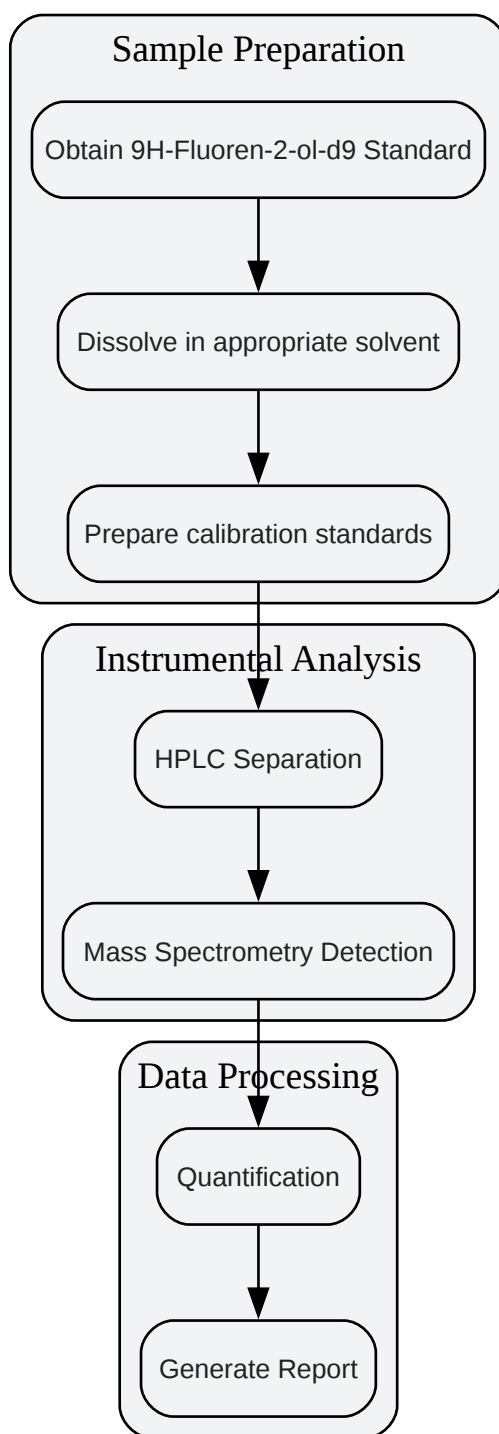 Sample Preparation
Obtain 9H-Fluoren-2-ol-d9 Standard
Dissolve in appropriate solvent
Prepare calibration standards
Instrumental Analysis
HPLC Separation
Mass Spectrometry Detection
Data Processing
Quantification
Generate Report